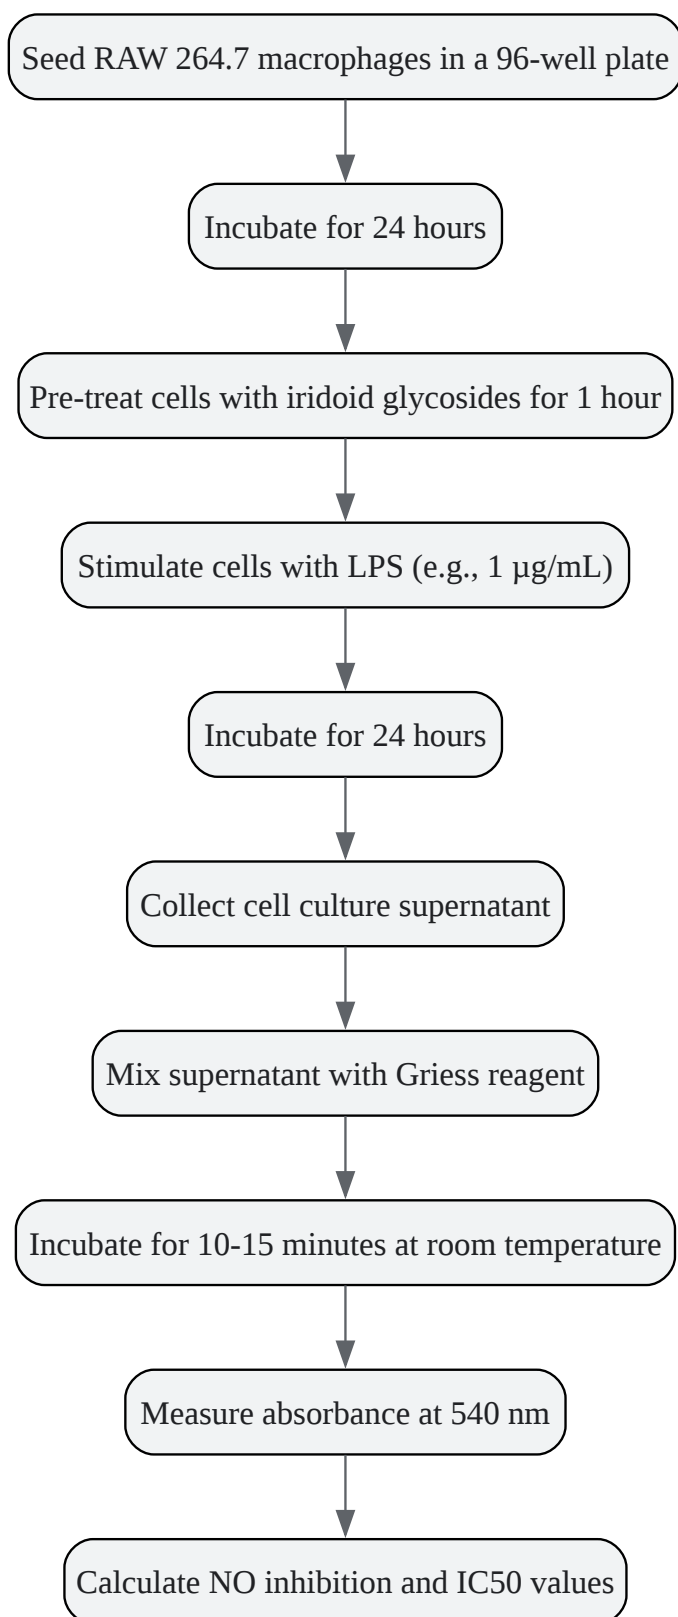 Seed RAW 264.7 macrophages in a 96-well plate
Incubate for 24 hours
Pre-treat cells with iridoid glycosides for 1 hour
Stimulate cells with LPS (e.g., 1 µg/mL)
Incubate for 24 hours
Collect cell culture supernatant
Mix supernatant with Griess reagent
Incubate for 10-15 minutes at room temperature
Measure absorbance at 540 nm
Calculate NO inhibition and IC50 values